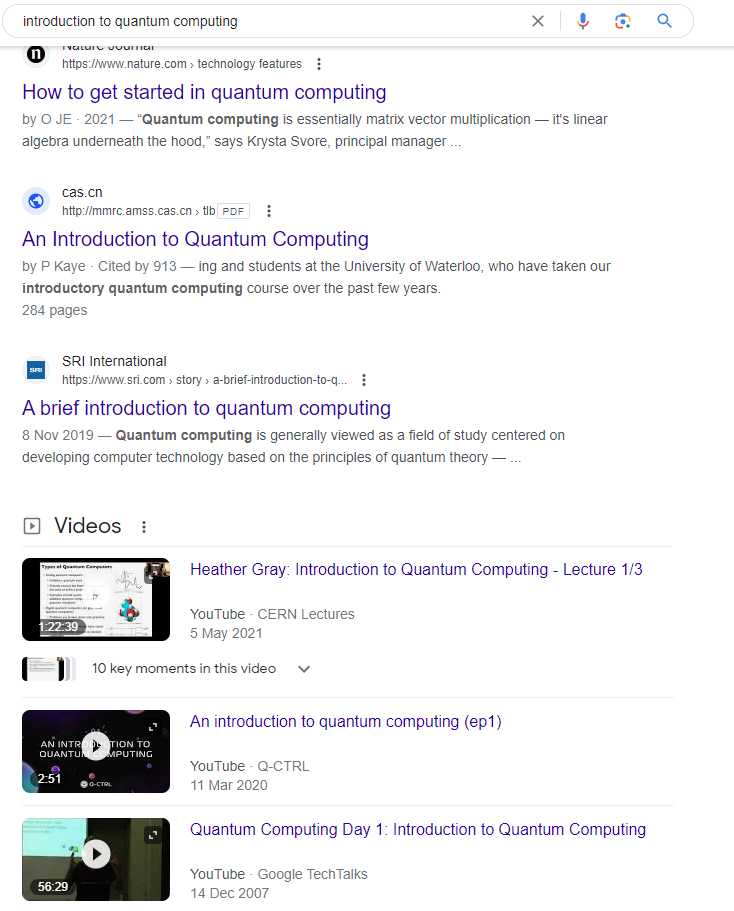 introduction to quantum computing
Nature Journal
n
https://www.nature.com › technology features
How to get started in quantum computing
by O JE · 2021 — “Quantum computing is essentially matrix vector multiplication — it's linear
algebra underneath the hood,” says Krysta Svore, principal manager ...
cas.cn
http://mmrc.amss.cas.cn › tlb PDF
An Introduction to Quantum Computing
by P Kaye · Cited by 913 — ing and students at the University of Waterloo, who have taken our
introductory quantum computing course over the past few years.
284 pages
SRI International
SRI
https://www.sri.com › story › a-brief-introduction-to-q...
A brief introduction to quantum computing
8 Nov 2019 — Quantum computing is generally viewed as a field of study centered on
developing computer technology based on the principles of quantum theory — ...
Videos
Types of Quantum Computers
1:22:39
Heather Gray: Introduction to Quantum Computing - Lecture 1/3
YouTube · CERN Lectures
5 May 2021
10 key moments in this video
AN INTRODUCTION TO
QUANTUM COMPUTING
2:51
Q-CTRL
An introduction to quantum computing (ep1)
YouTube · Q-CTRL
11 Mar 2020
56:29
Quantum Computing Day 1: Introduction to Quantum Computing
YouTube · Google TechTalks
14 Dec 2007